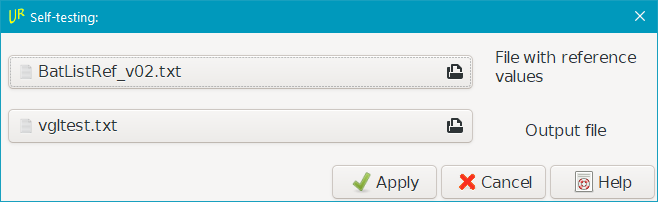 UR Self-testing:
BatListRef_v02.txt
File with reference
values
vgltest.txt
Output file
Apply Cancel Help